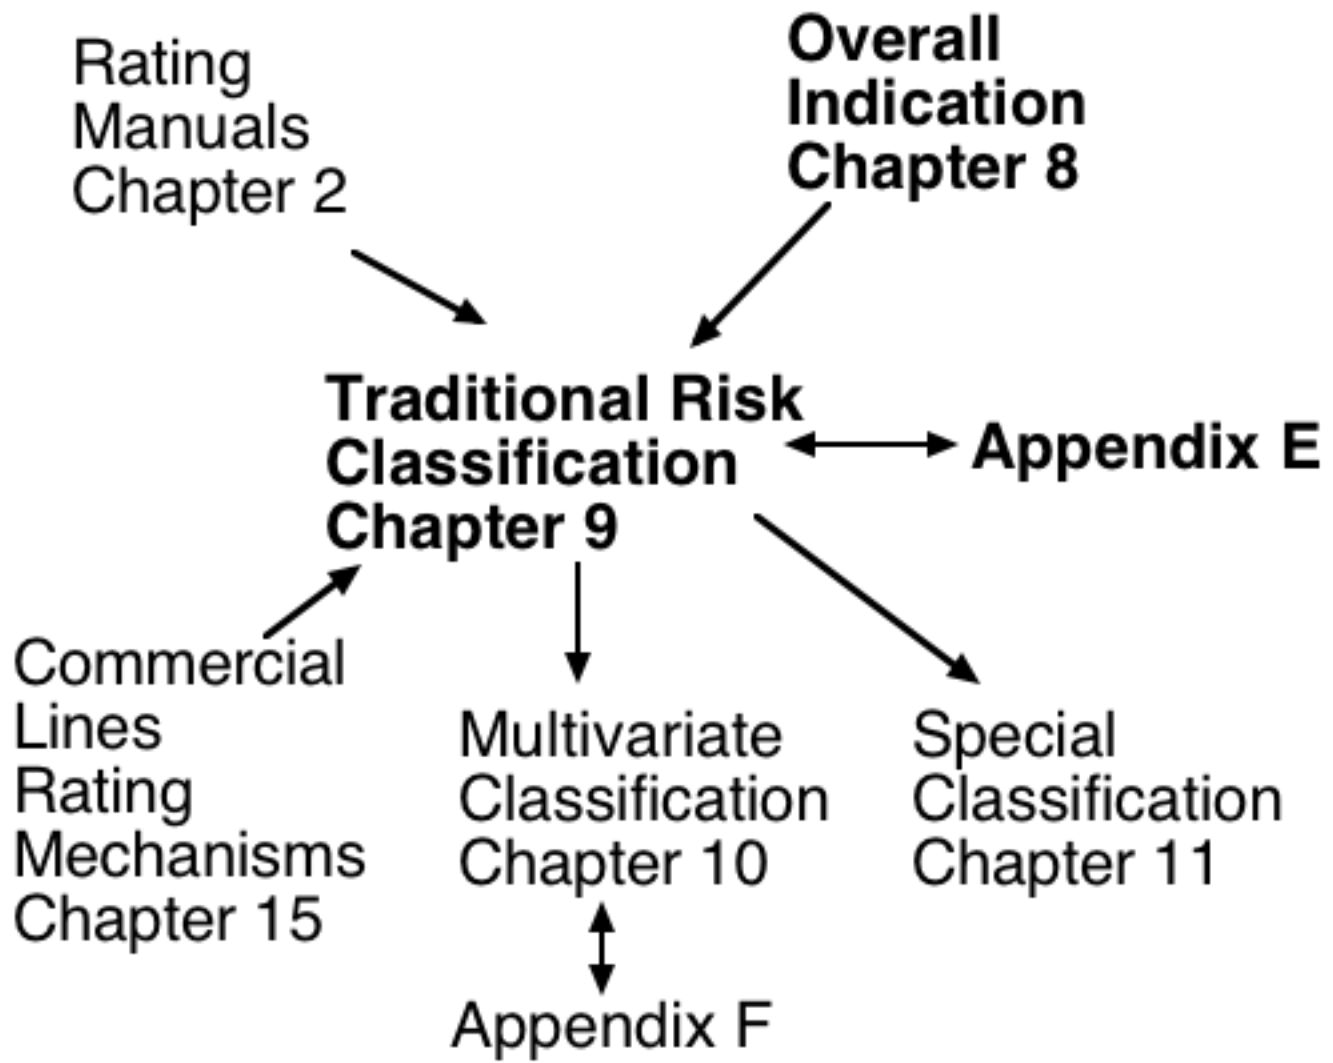 Rating
Manuals
Chapter 2
Overall
Indication
Chapter 8
Traditional Risk
Classification
Chapter 9
Appendix E
Commercial
Lines
Rating
Mechanisms
Chapter 15
Multivariate
Classification
Chapter 10
Special
Classification
Chapter 11
Appendix F